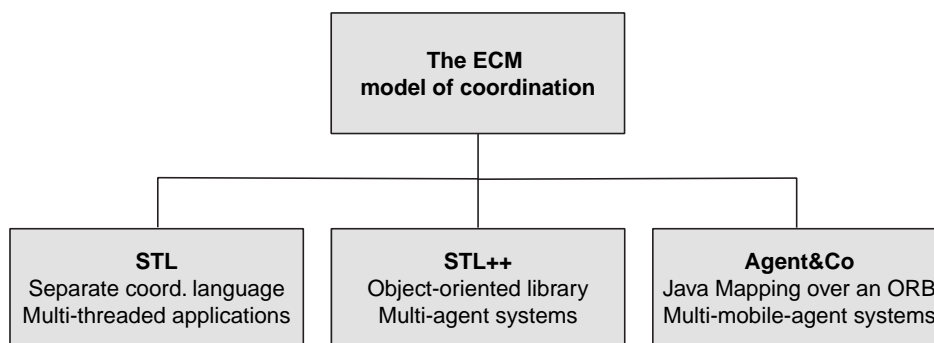 The ECM
model of coordination
STL
Separate coord. language
Multi-threaded applications
STL++
Object-oriented library
Multi-agent systems
Agent&Co
Java Mapping over an ORB
Multi-mobile-agent systems